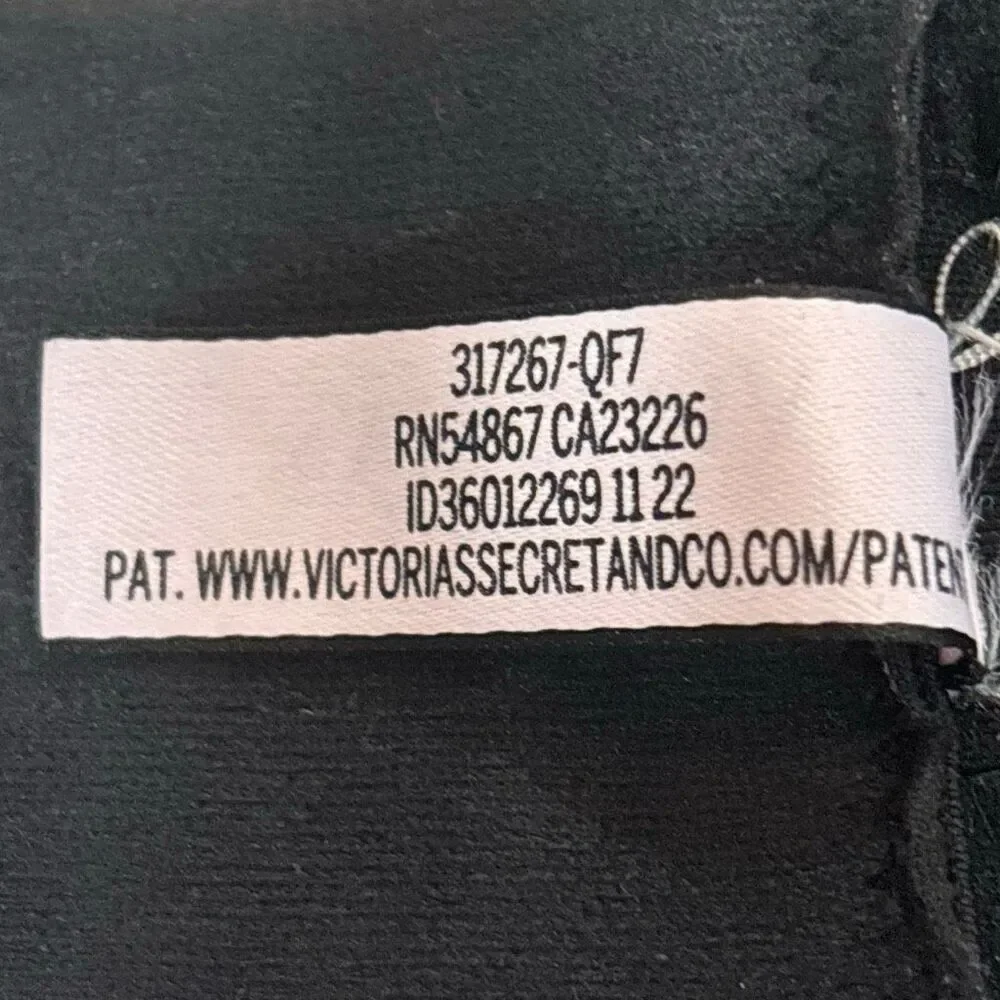 317267-QF7
RN54867 CA23226
ID36012269 11 22
PAT. WWW.VICTORIASSECRETANDCO.COM/PATEN